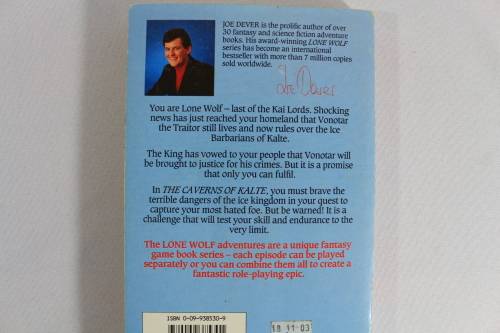 JOE DEVER is the prolific author of over
30 fantasy and science fiction adventure
books. His award-winning LONE WOLF
series has become an international
bestseller with more than 7 million copies
sold worldwide.
Joe Dever
You are Lone Wolf – last of the Kai Lords. Shocking
news has just reached your homeland that Vonotar
the Traitor still lives and now rules over the Ice
Barbarians of Kalte.
The King has vowed to your people that Vonotar will
be brought to justice for his crimes. But it is a promise
that only you can fulfil.
In THE CAVERNS OF KALTE, you must brave the
terrible dangers of the ice kingdom in your quest to
capture your most hated foe. But be warned! It is a
challenge that will test your skill and endurance to the
very limit.
The LONE WOLF adventures are a unique fantasy
game book series – each episode can be played
separately or you can combine them all to create a
fantastic role-playing epic.
ISBN 0-09-938530-9
18 11 03